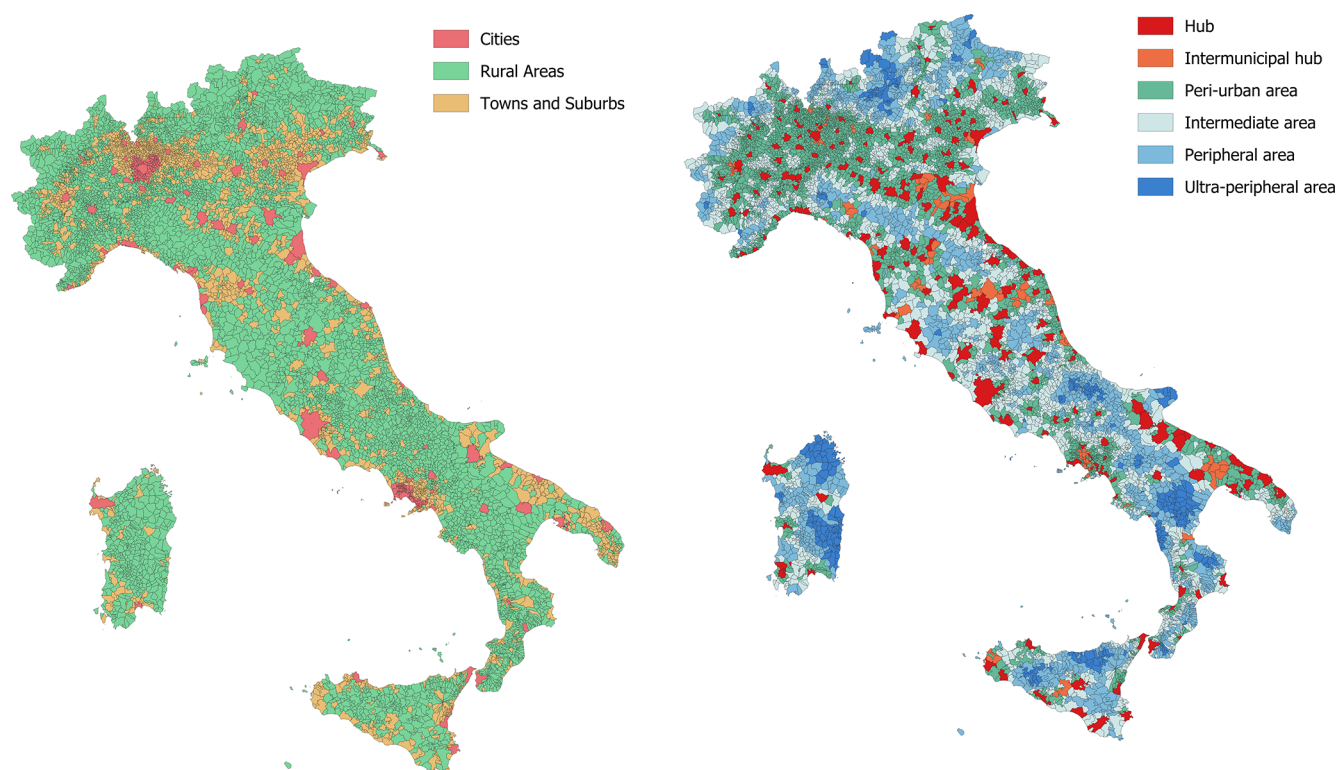 Cities
Rural Areas
Towns and Suburbs
Hub
Intermunicipal hub
Peri-urban area
Intermediate area
Peripheral area
Ultra-peripheral area